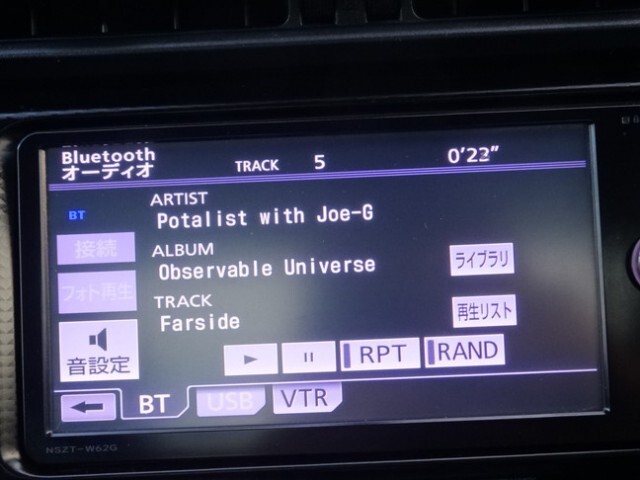 Bluetooth
オーディオ
TRACK 5 0'22"
BT
ARTIST
Potalist with Joe-G
接続
ALBUM
Observable Universe
ライブラリ
フォト再生
TRACK
Farside
再生リスト
音設定
RPT
RAND
BT USB VTR
NSZT-W62G